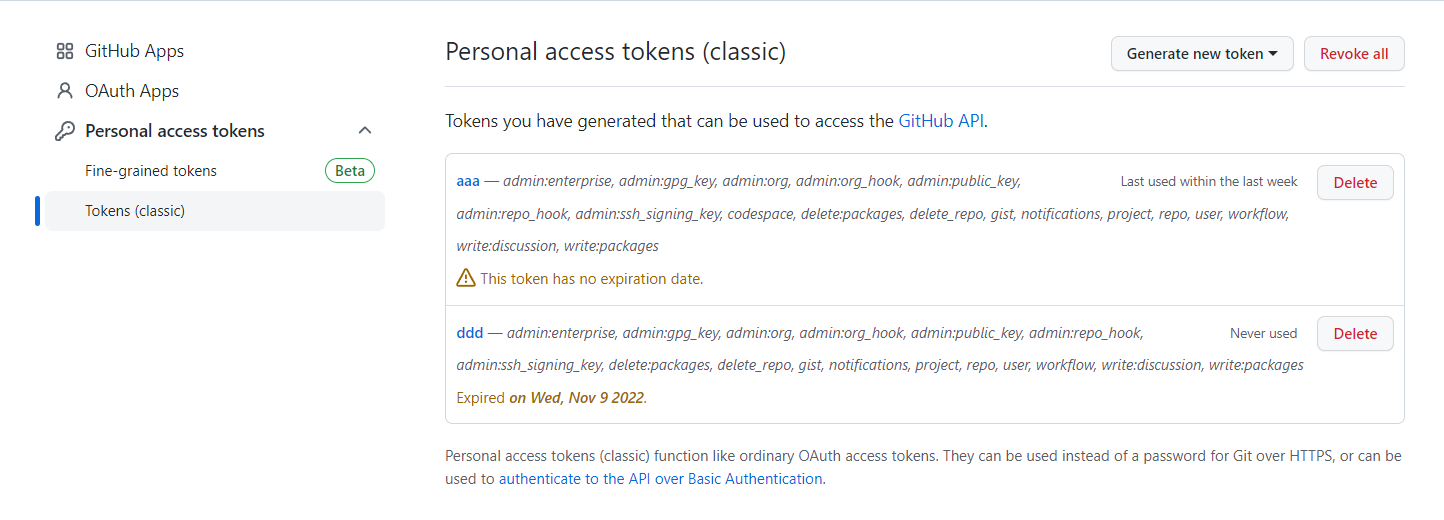 GitHub Apps
OAuth Apps
Personal access tokens
Fine-grained tokens Beta
Tokens (classic)
Personal access tokens (classic)
Generate new token Revoke all
Tokens you have generated that can be used to access the GitHub API.
aaa — admin:enterprise, admin:gpg_key, admin:org, admin:org_hook, admin:public_key, Last used within the last week Delete
admin:repo_hook, admin:ssh_signing_key, codespace, delete:packages, delete_repo, gist, notifications, project, repo, user, workflow,
write:discussion, write:packages
This token has no expiration date.
ddd — admin:enterprise, admin:gpg_key, admin:org, admin:org_hook, admin:public_key, admin:repo_hook, Never used Delete
admin:ssh_signing_key, delete:packages, delete_repo, gist, notifications, project, repo, user, workflow, write:discussion, write:packages
Expired on Wed, Nov 9 2022.
Personal access tokens (classic) function like ordinary OAuth access tokens. They can be used instead of a password for Git over HTTPS, or can be
used to authenticate to the API over Basic Authentication.